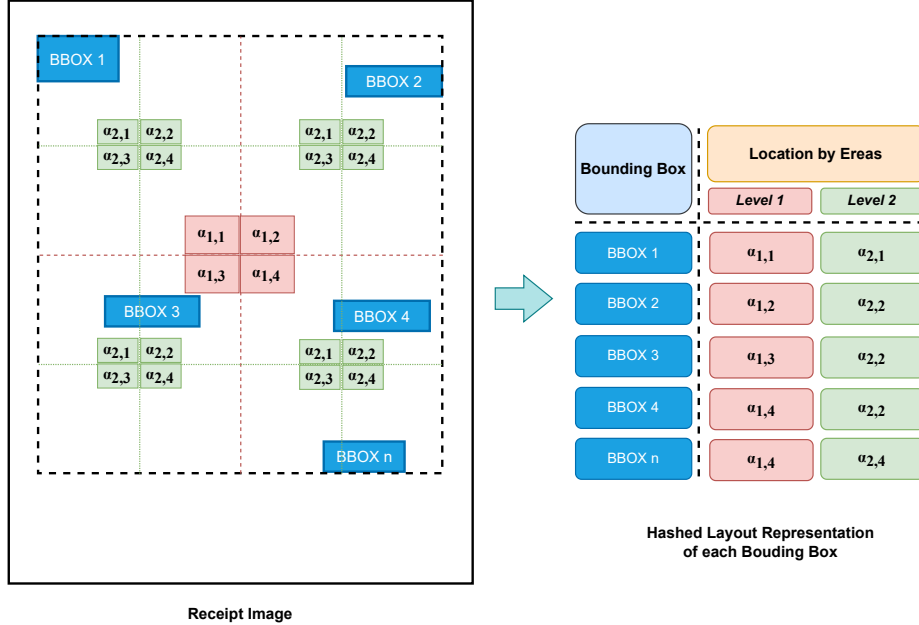 BBOX 1
BBOX 2
α2,1 α2,2
α2,3 α2,4
α2,1 α2,2
α2,3 α2,4
α1,1 α1,2
α1,3 α1,4
BBOX 3
BBOX 4
α2,1 α2,2
α2,3 α2,4
α2,1 α2,2
α2,3 α2,4
BBOX n
Receipt Image
Bounding Box
Location by Ereas
Level 1 Level 2
BBOX 1 α1,1 α2,1
BBOX 2 α1,2 α2,2
BBOX 3 α1,3 α2,2
BBOX 4 α1,4 α2,2
BBOX n α1,4 α2,4
Hashed Layout Representation
of each Bouding Box